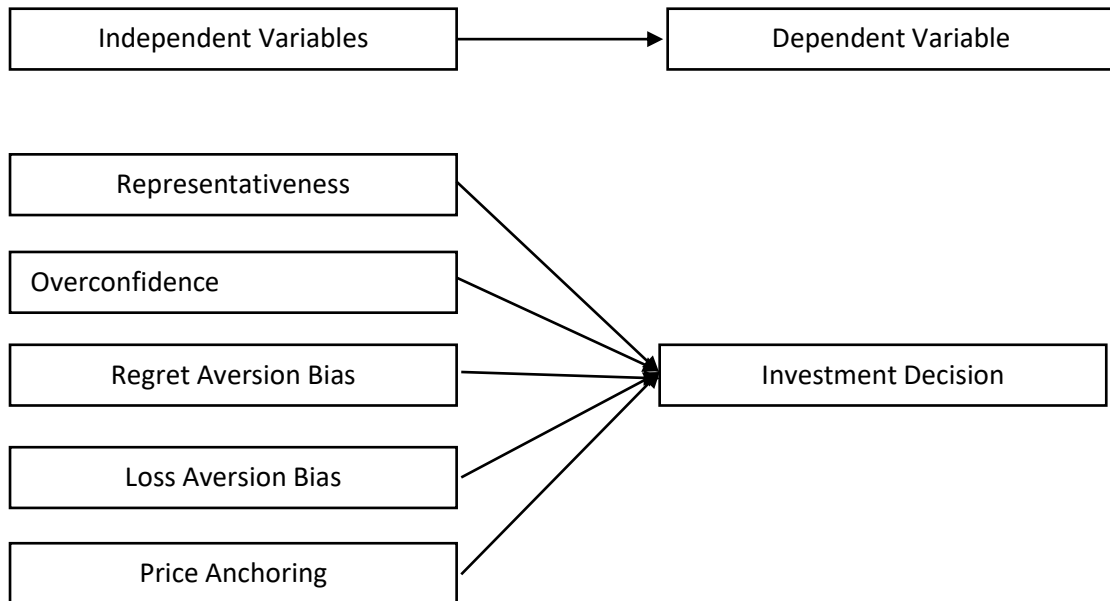 Independent Variables
Dependent Variable
Representativeness
Overconfidence
Regret Aversion Bias
Investment Decision
Loss Aversion Bias
Price Anchoring